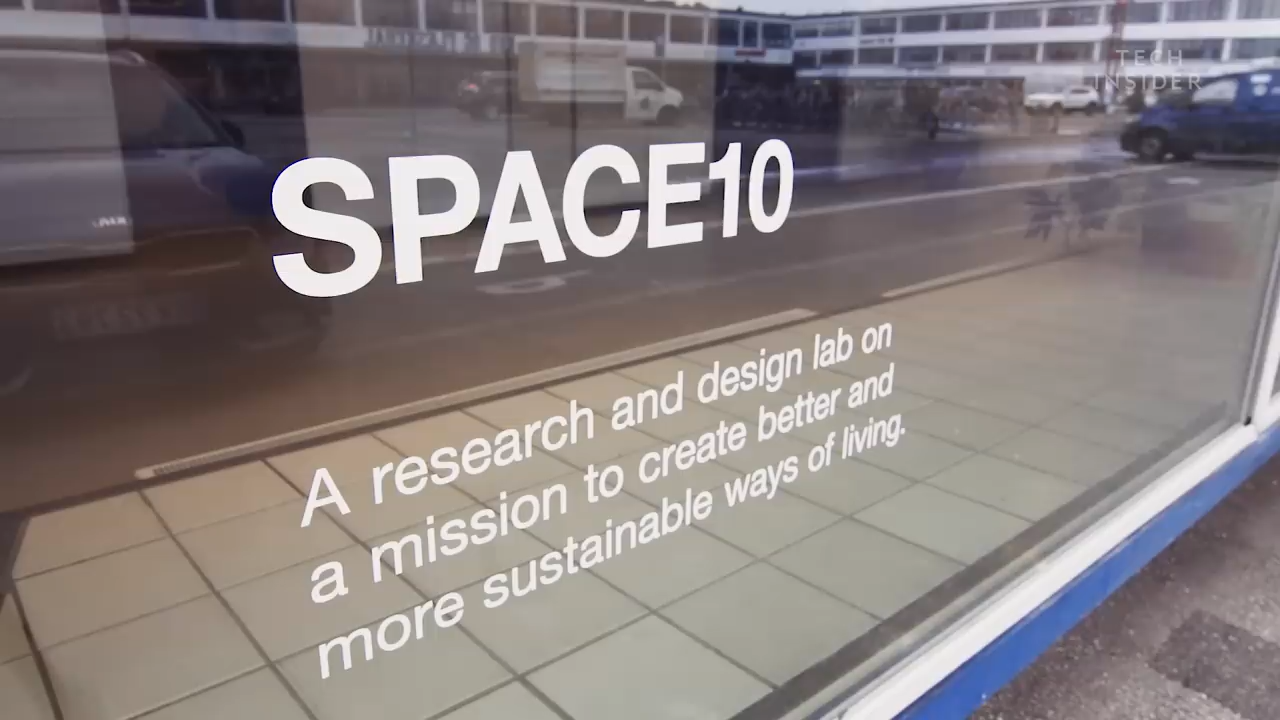 TECH
INSIDER
SPACE10
A research and design lab on
a mission to create better and
more sustainable ways of living.